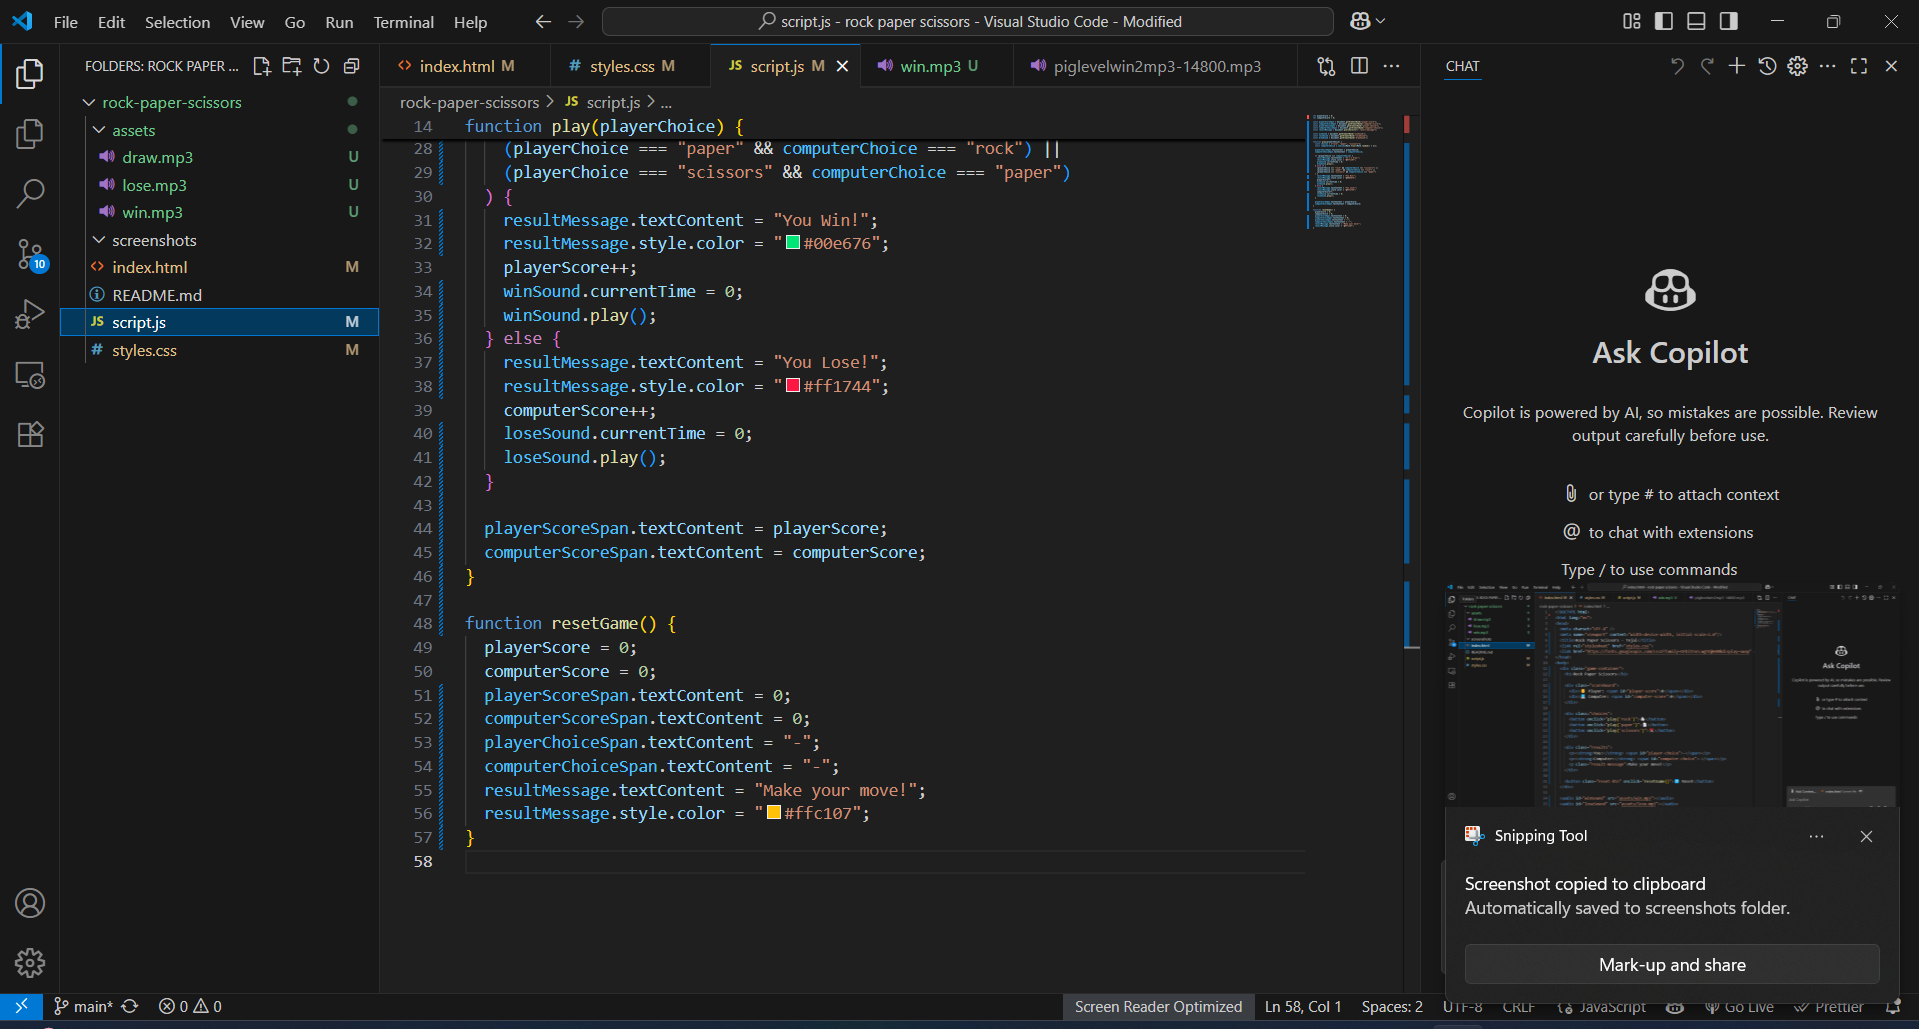 File Edit Selection View Go Run Terminal Help
script.js - rock paper scissors - Visual Studio Code - Modified
FOLDERS: ROCK PAPER ...
rock-paper-scissors
assets
draw.mp3 U
lose.mp3 U
win.mp3 U
screenshots
<> index.html M
README.md
JS script.js M
# styles.css M
10
<> index.html M
# styles.css M
JS script.js M
win.mp3 U
piglevelwin2mp3-14800.mp3
rock-paper-scissors > JS script.js > ...
14 function play(playerChoice) {
28 (playerChoice === "paper" && computerChoice === "rock") ||
29 (playerChoice === "scissors" && computerChoice === "paper")
30 ) {
31 resultMessage.textContent = "You Win!";
32 resultMessage.style.color = "#00e676";
33 playerScore++;
34 winSound.currentTime = 0;
35 winSound.play();
36 } else {
37 resultMessage.textContent = "You Lose!";
38 resultMessage.style.color = "#ff1744";
39 computerScore++;
40 loseSound.currentTime = 0;
41 loseSound.play();
42 }
43
44 playerScoreSpan.textContent = playerScore;
45 computerScoreSpan.textContent = computerScore;
46 }
47
48 function resetGame() {
49 playerScore = 0;
50 computerScore = 0;
51 playerScoreSpan.textContent = 0;
52 computerScoreSpan.textContent = 0;
53 playerChoiceSpan.textContent = "-";
54 computerChoiceSpan.textContent = "-";
55 resultMessage.textContent = "Make your move!";
56 resultMessage.style.color = "#ffc107";
57 }
58
CHAT
Ask Copilot
Copilot is powered by AI, so mistakes are possible. Review
output carefully before use.
or type # to attach context
@ to chat with extensions
Type / to use commands
Ask Copilot
Snipping Tool
Screenshot copied to clipboard
Automatically saved to screenshots folder.
Mark-up and share
main* 0 0
Screen Reader Optimized Ln 58, Col 1 Spaces: 2 UTF-8 CRLF JavaScript Go Live Prettier